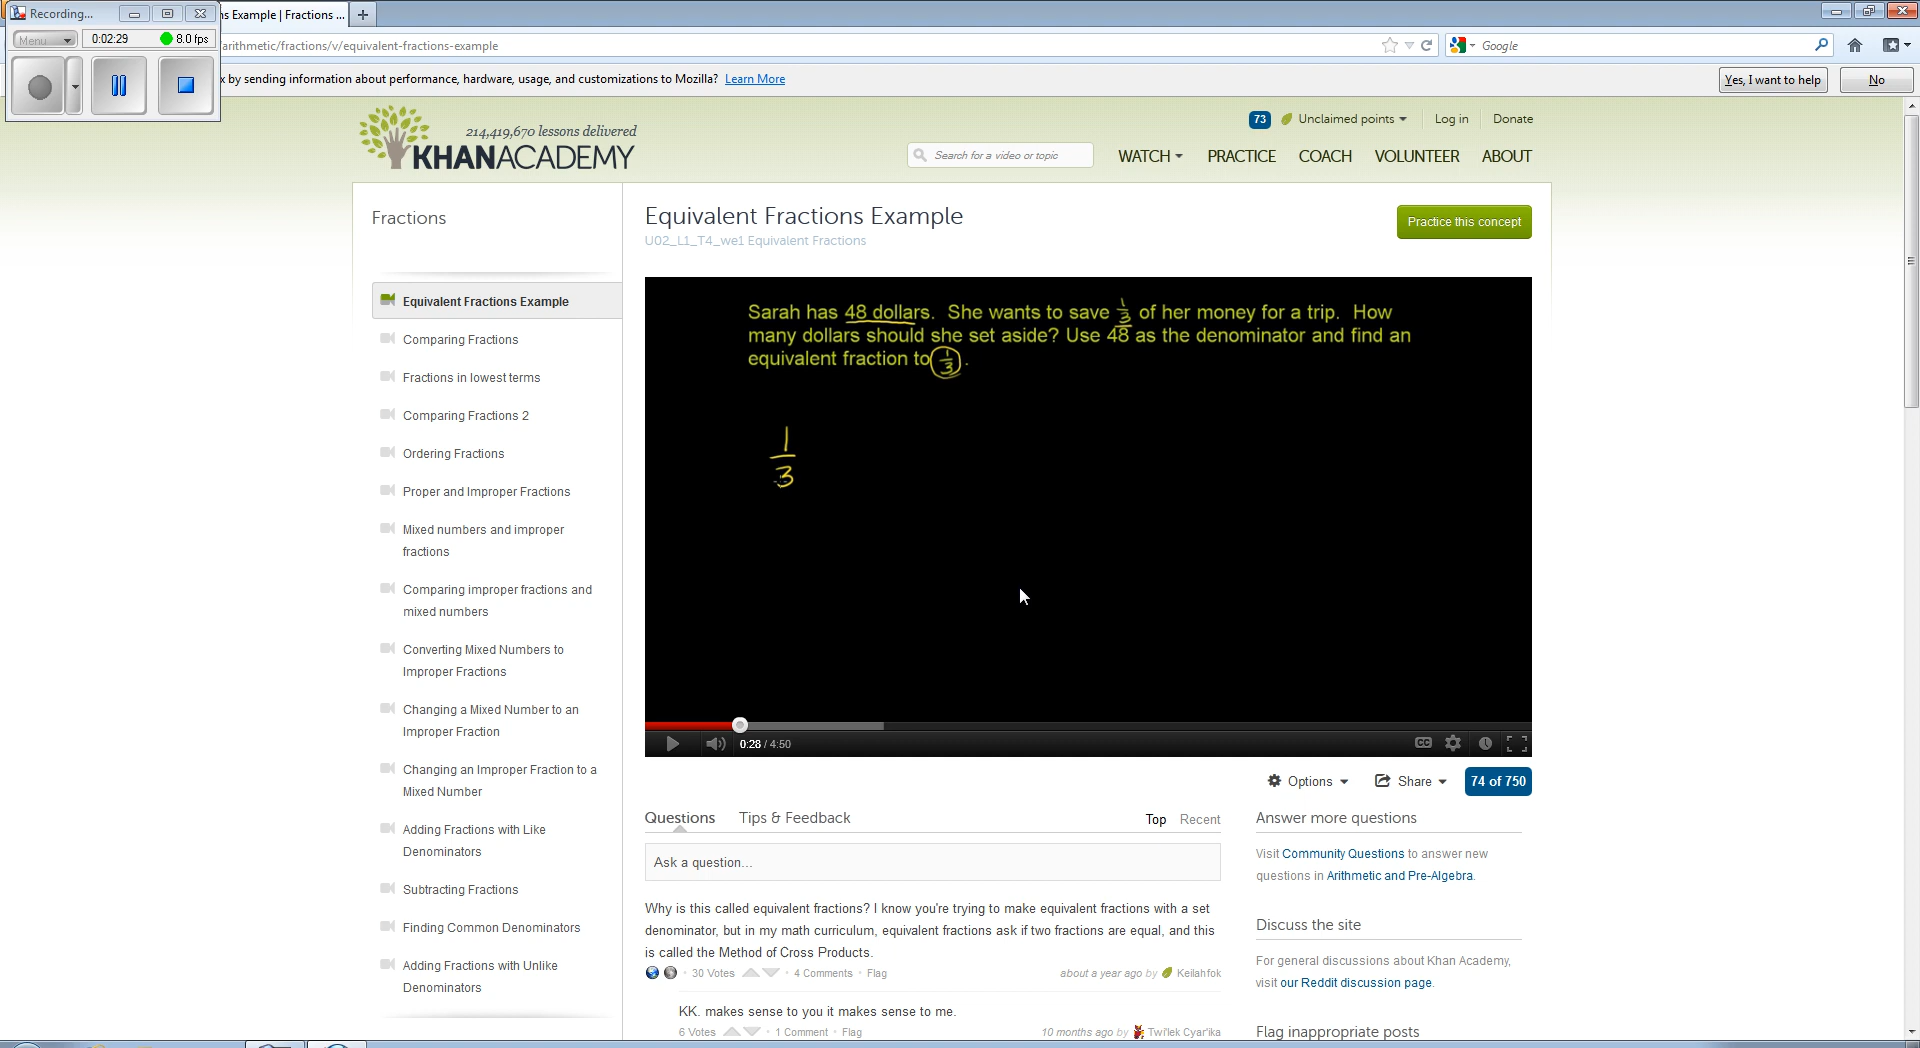 Recording...
Menu
0:02:29
8.0 fps
ns Example | Fractions ...
arithmetic/fractions/v/equivalent-fractions-example
Google
x by sending information about performance, hardware, usage, and customizations to Mozilla? Learn More
Yes, I want to help
No
214,419,670 lessons delivered
KHANACADEMY
73
Unclaimed points
Log in
Donate
Search for a video or topic
WATCH
PRACTICE
COACH
VOLUNTEER
ABOUT
Fractions
Equivalent Fractions Example
Comparing Fractions
Fractions in lowest terms
Comparing Fractions 2
Ordering Fractions
Proper and Improper Fractions
Mixed numbers and improper
fractions
Comparing improper fractions and
mixed numbers
Converting Mixed Numbers to
Improper Fractions
Changing a Mixed Number to an
Improper Fraction
Changing an Improper Fraction to a
Mixed Number
Adding Fractions with Like
Denominators
Subtracting Fractions
Finding Common Denominators
Adding Fractions with Unlike
Denominators
Equivalent Fractions Example
U02_L1_T4_we1 Equivalent Fractions
Practice this concept
Sarah has 48 dollars. She wants to save 1/3 of her money for a trip. How
many dollars should she set aside? Use 48 as the denominator and find an
equivalent fraction to 1/3.
1
3
0:28 / 4:50
CC
Options
Share
74 of 750
Questions
Tips & Feedback
Top
Recent
Ask a question...
Why is this called equivalent fractions? I know you're trying to make equivalent fractions with a set
denominator, but in my math curriculum, equivalent fractions ask if two fractions are equal, and this
is called the Method of Cross Products.
· 30 Votes · 4 Comments · Flag
about a year ago by Keilahfok
KK. makes sense to you it makes sense to me.
6 Votes · 1 Comment · Flag
10 months ago by Twi'lek Cyar'ika
Answer more questions
Visit Community Questions to answer new
questions in Arithmetic and Pre-Algebra.
Discuss the site
For general discussions about Khan Academy,
visit our Reddit discussion page.
Flag inappropriate posts